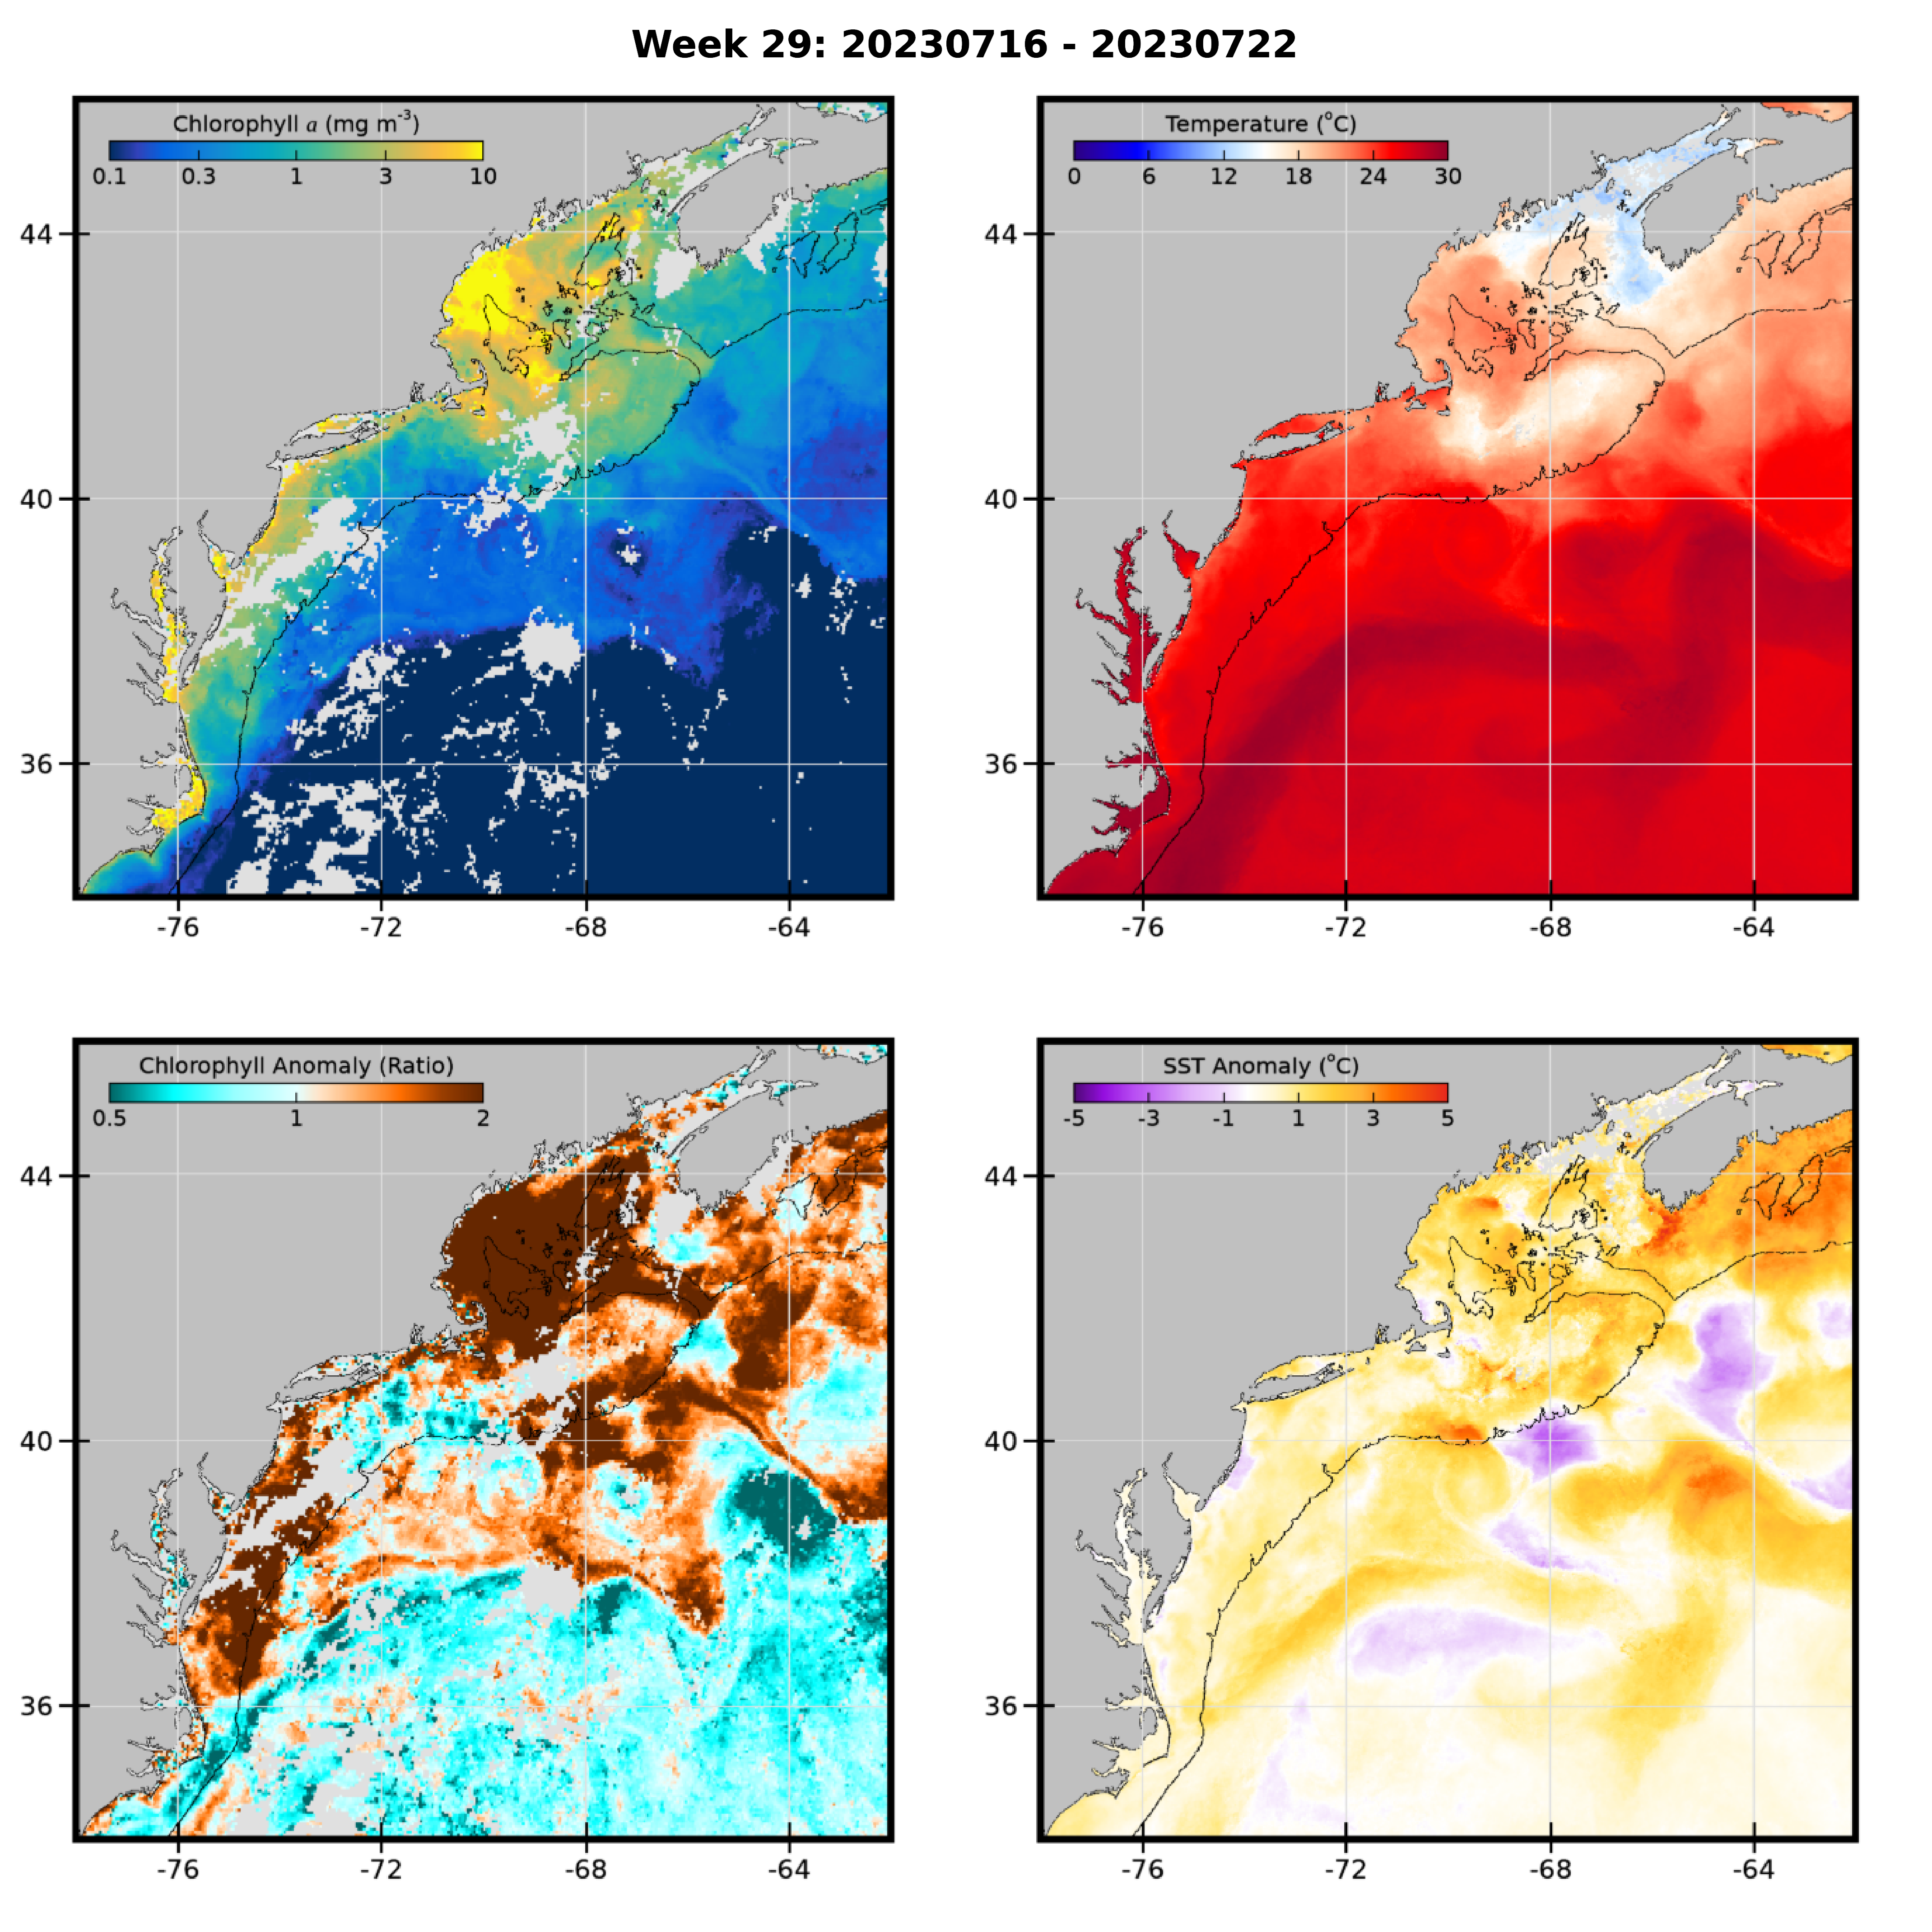 Week 29: 20230716 - 20230722
Chlorophyll a (mg m-3)
0.1 0.3 1 3 10
44
40
36
-76 -72 -68 -64
Temperature (°C)
0 6 12 18 24 30
44
40
36
-76 -72 -68 -64
Chlorophyll Anomaly (Ratio)
0.5 1 2
44
40
36
-76 -72 -68 -64
SST Anomaly (°C)
-5 -3 -1 1 3 5
44
40
36
-76 -72 -68 -64